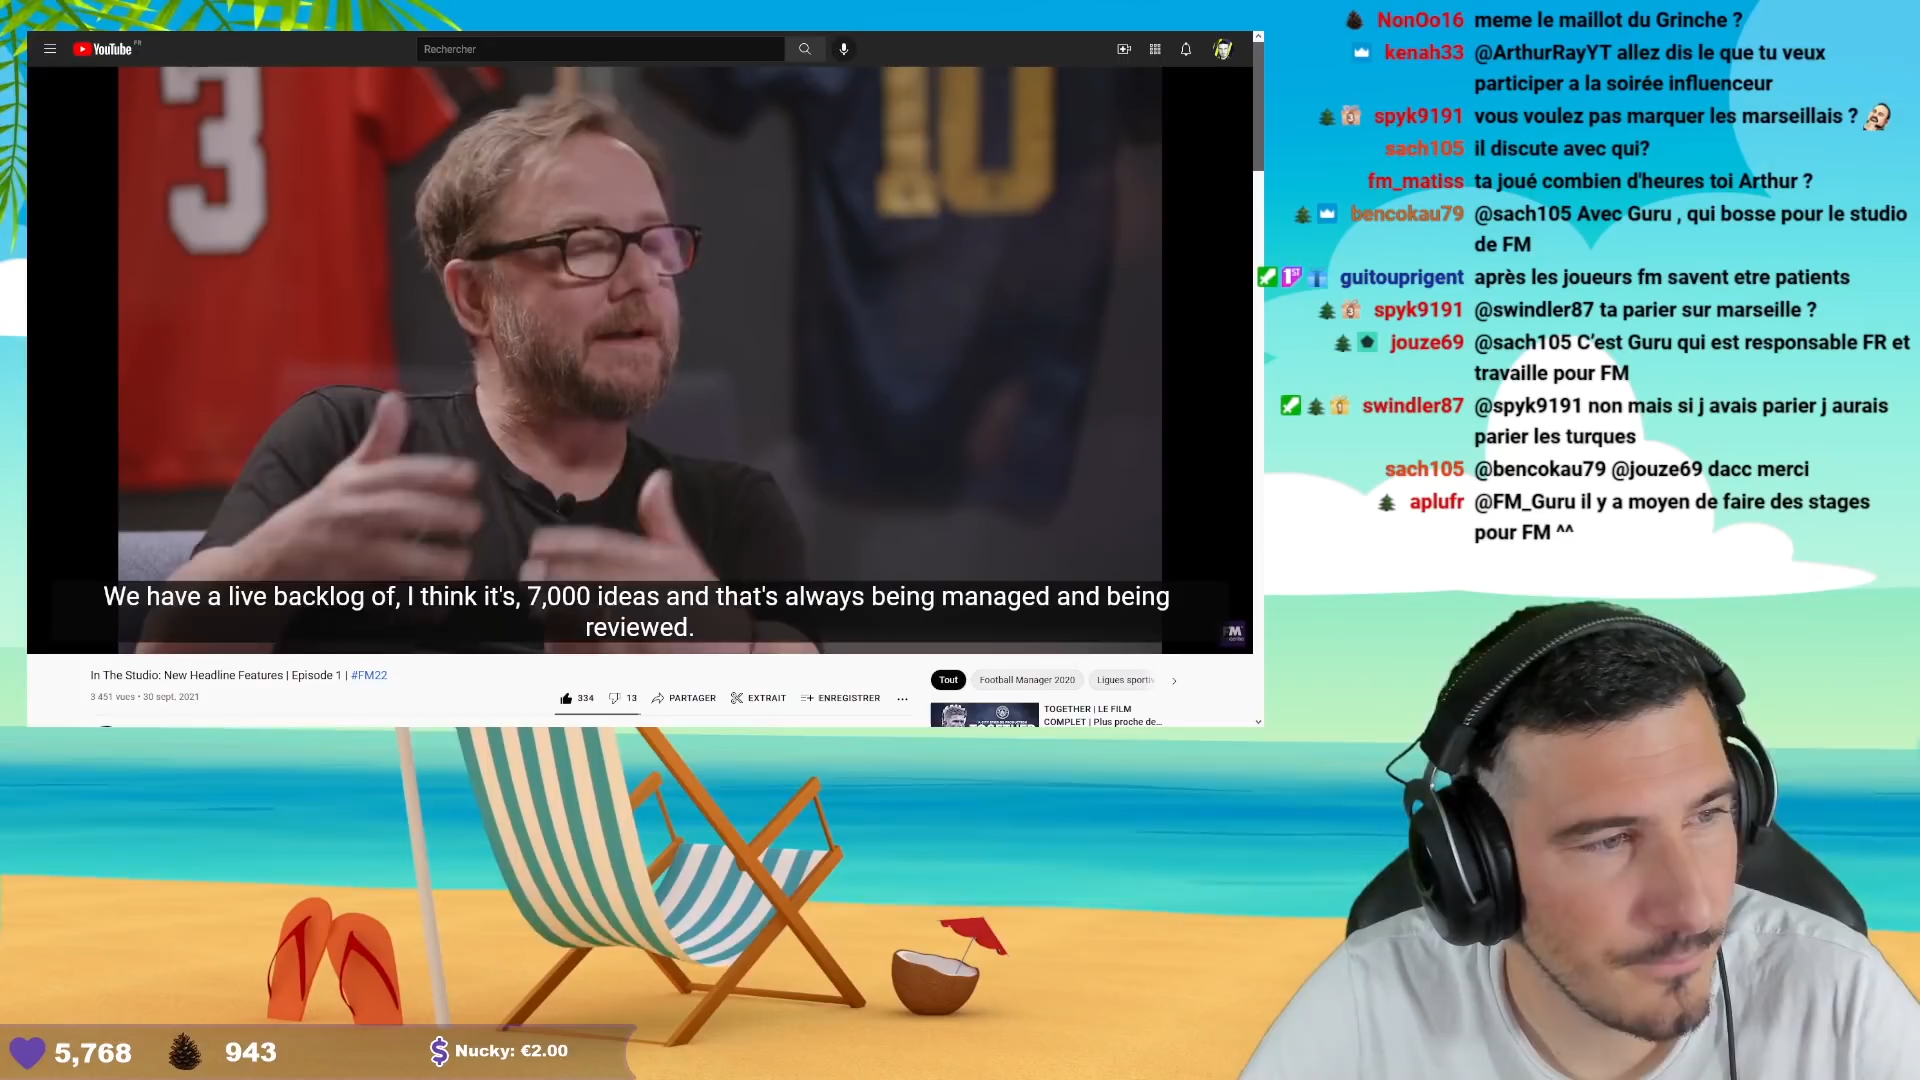 YouTube FR
Rechercher
3
10
We have a live backlog of, I think it's, 7,000 ideas and that's always being managed and being
reviewed.
FM
In The Studio: New Headline Features | Episode 1 | #FM22
3 451 vues • 30 sept. 2021
334
13
PARTAGER
EXTRAIT
ENREGISTRER
Tout
Football Manager 2020
Ligues sporti
TOGETHER | LE FILM
COMPLET | Plus proche de...
NonOo16 meme le maillot du Grinche ?
kenah33 @ArthurRayYT allez dis le que tu veux
participer a la soirée influenceur
spyk9191 vous voulez pas marquer les marseillais ?
sach105 il discute avec qui?
fm_matiss ta joué combien d'heures toi Arthur ?
bencokau79 @sach105 Avec Guru , qui bosse pour le studio
de FM
1ST guitouprigent après les joueurs fm savent etre patients
spyk9191 @swindler87 ta parier sur marseille ?
jouze69 @sach105 C'est Guru qui est responsable FR et
travaille pour FM
swindler87 @spyk9191 non mais si j avais parier j aurais
parier les turques
sach105 @bencokau79 @jouze69 dacc merci
aplufr @FM_Guru il y a moyen de faire des stages
pour FM ^^
5,768
943
Nucky: €2.00